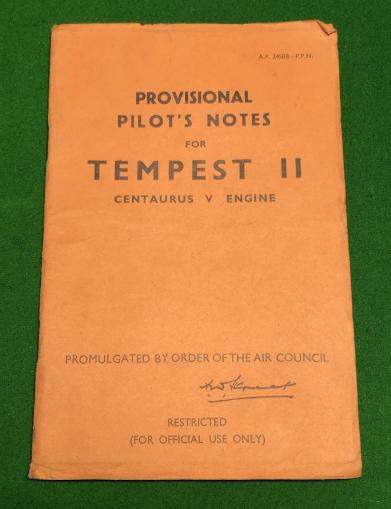 A.P. 2458B—P.P.N.
PROVISIONAL
PILOT'S NOTES
FOR
TEMPEST II
CENTAURUS V ENGINE
PROMULGATED BY ORDER OF THE AIR COUNCIL
RESTRICTED
(FOR OFFICIAL USE ONLY)